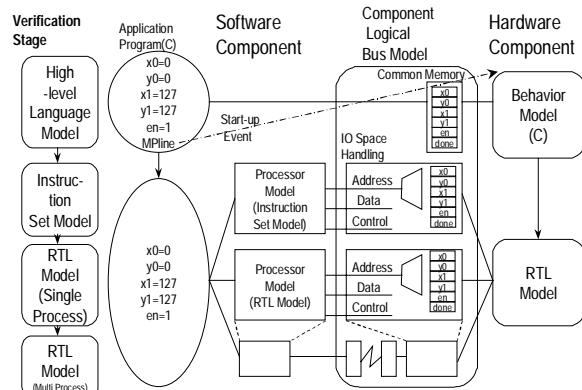 Verification
Stage
High
-level
Language
Model
Instruc-
tion
Set Model
RTL
Model
(Single
Process)
RTL
Model
(Multi Process)
Application
Program(C)
x0=0
y0=0
x1=127
y1=127
en=1
MPline
x0=0
y0=0
x1=127
y1=127
en=1
Software
Component
Start-up
Event
Processor
Model
(Instruction
Set Model)
Processor
Model
(RTL Model)
Component
Logical
Bus Model
Common Memory
x0
y0
x1
y1
en
done
IO Space
Handling
Address
Data
Control
x0
y0
x1
y1
en
done
Address
Data
Control
x0
y0
x1
y1
en
done
Hardware
Component
Behavior
Model
(C)
RTL
Model